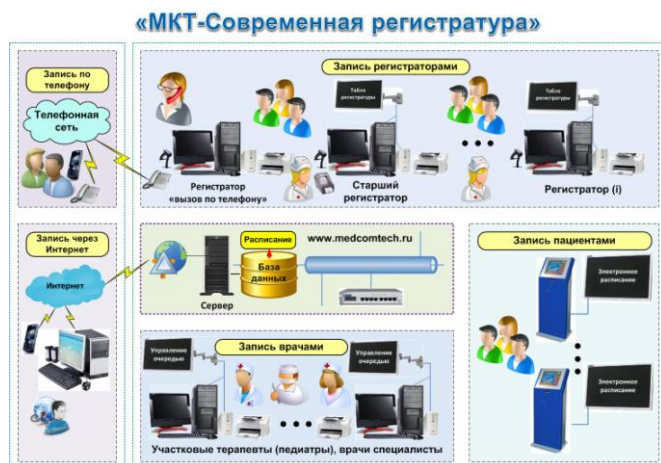 «МКТ-Современная регистратура»
Запись по
телефону
Телефонная
сеть
Запись регистраторами
Табло
регистратуры
Табло
регистратуры
Регистратор
«вызов по телефону»
Старший
регистратор
Регистратор (i)
Запись через
Интернет
Интернет
Расписание
www.medcomtech.ru
База
данных
Сервер
Запись пациентами
Электронное
расписание
Электронное
расписание
Запись врачами
Управление
очередью
Управление
очередью
Участковые терапевты (педиатры), врачи специалисты